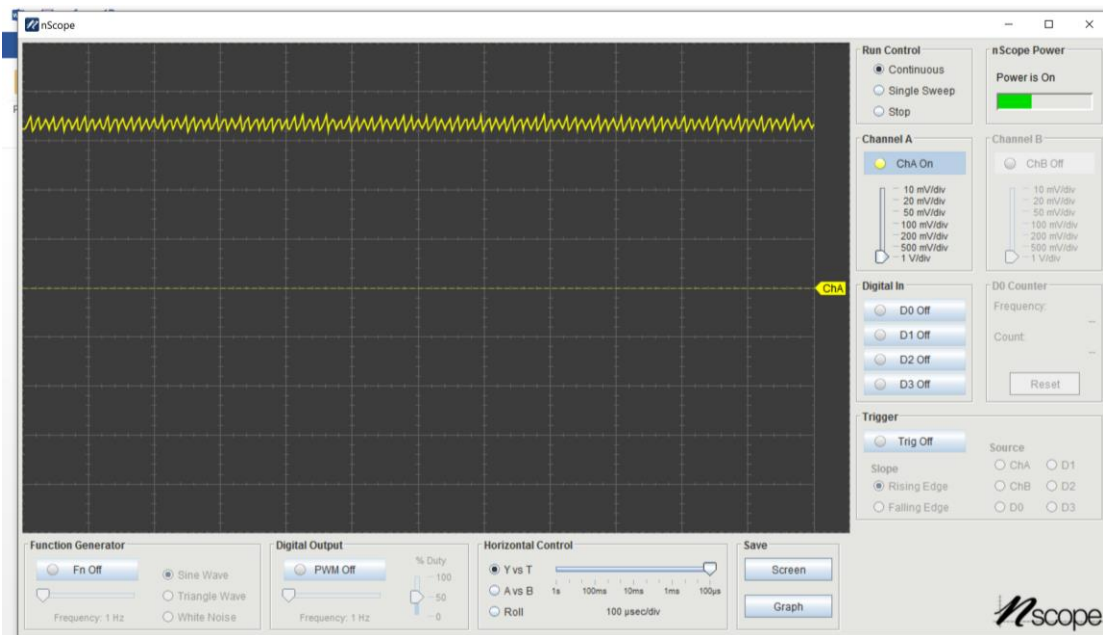 nScope
ChA
Run Control
Continuous
Single Sweep
Stop
nScope Power
Power is On
Channel A
ChA On
10 mV/div
20 mV/div
50 mV/div
100 mV/div
200 mV/div
500 mV/div
1 V/div
Channel B
ChB Off
10 mV/div
20 mV/div
50 mV/div
100 mV/div
200 mV/div
500 mV/div
1 V/div
Digital In
D0 Off
D1 Off
D2 Off
D3 Off
D0 Counter
Frequency:
--
Count:
--
Reset
Trigger
Trig Off
Slope
Rising Edge
Falling Edge
Source
ChA D1
ChB D2
D0 D3
Function Generator
Fn Off
Frequency: 1 Hz
Sine Wave
Triangle Wave
White Noise
Digital Output
PWM Off
Frequency: 1 Hz
% Duty
100
50
0
Horizontal Control
Y vs T
A vs B
Roll
1s 100ms 10ms 1ms 100µs
100 µsec/div
Save
Screen
Graph
nscope